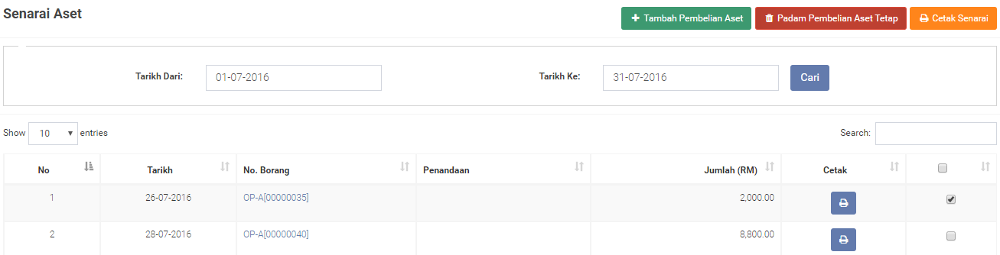 Senarai Aset
Tambah Pembelian Aset
Padam Pembelian Aset Tetap
Cetak Senarai
Tarikh Dari: 01-07-2016 Tarikh Ke: 31-07-2016 Cari
Show 10 entries Search:
No Tarikh No. Borang Penandaan Jumlah (RM) Cetak
1 26-07-2016 OP-A[00000035] 2,000.00
2 28-07-2016 OP-A[00000040] 8,800.00